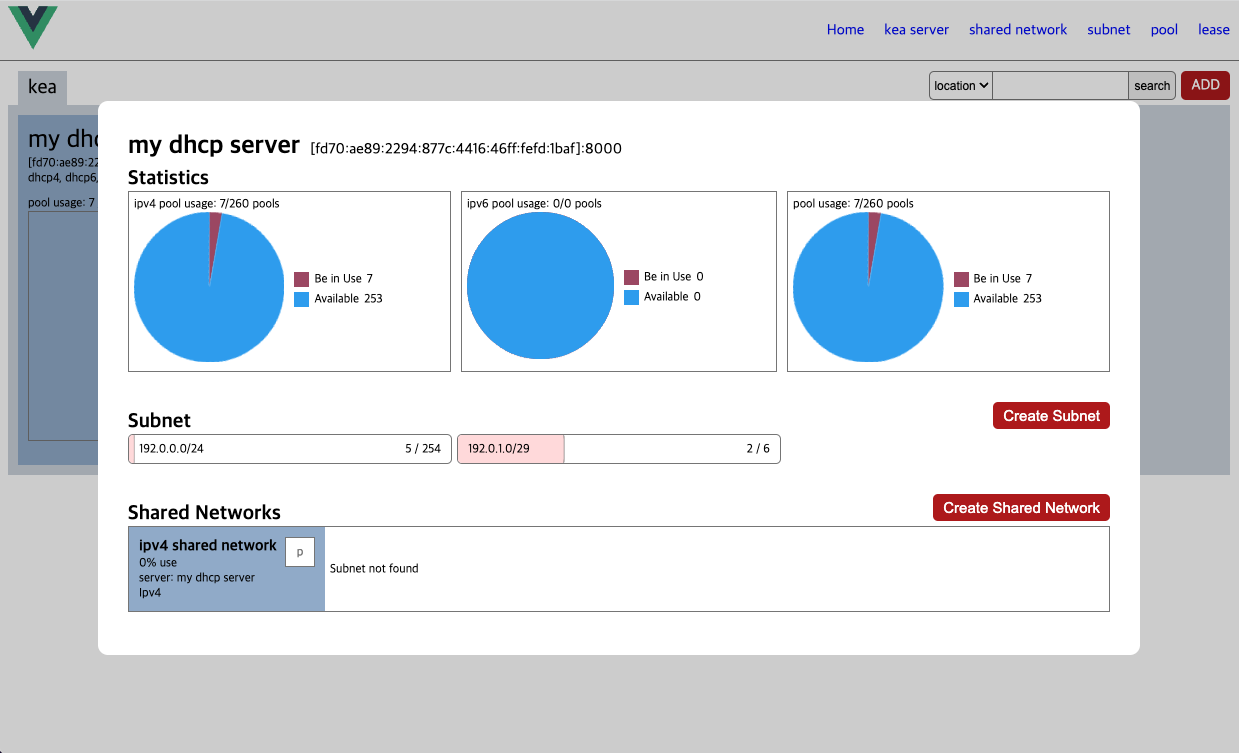 Home kea server shared network subnet pool lease
kea
location search ADD
my dhc
[fd70:ae89:22
dhcp4, dhcp6,
pool usage: 7
my dhcp server [fd70:ae89:2294:877c:4416:46ff:fefd:1baf]:8000
Statistics
ipv4 pool usage: 7/260 pools
Be in Use 7
Available 253
ipv6 pool usage: 0/0 pools
Be in Use 0
Available 0
pool usage: 7/260 pools
Be in Use 7
Available 253
Subnet
Create Subnet
192.0.0.0/24 5 / 254
192.0.1.0/29 2 / 6
Shared Networks
Create Shared Network
ipv4 shared network
p
0% use
server: my dhcp server
Ipv4
Subnet not found